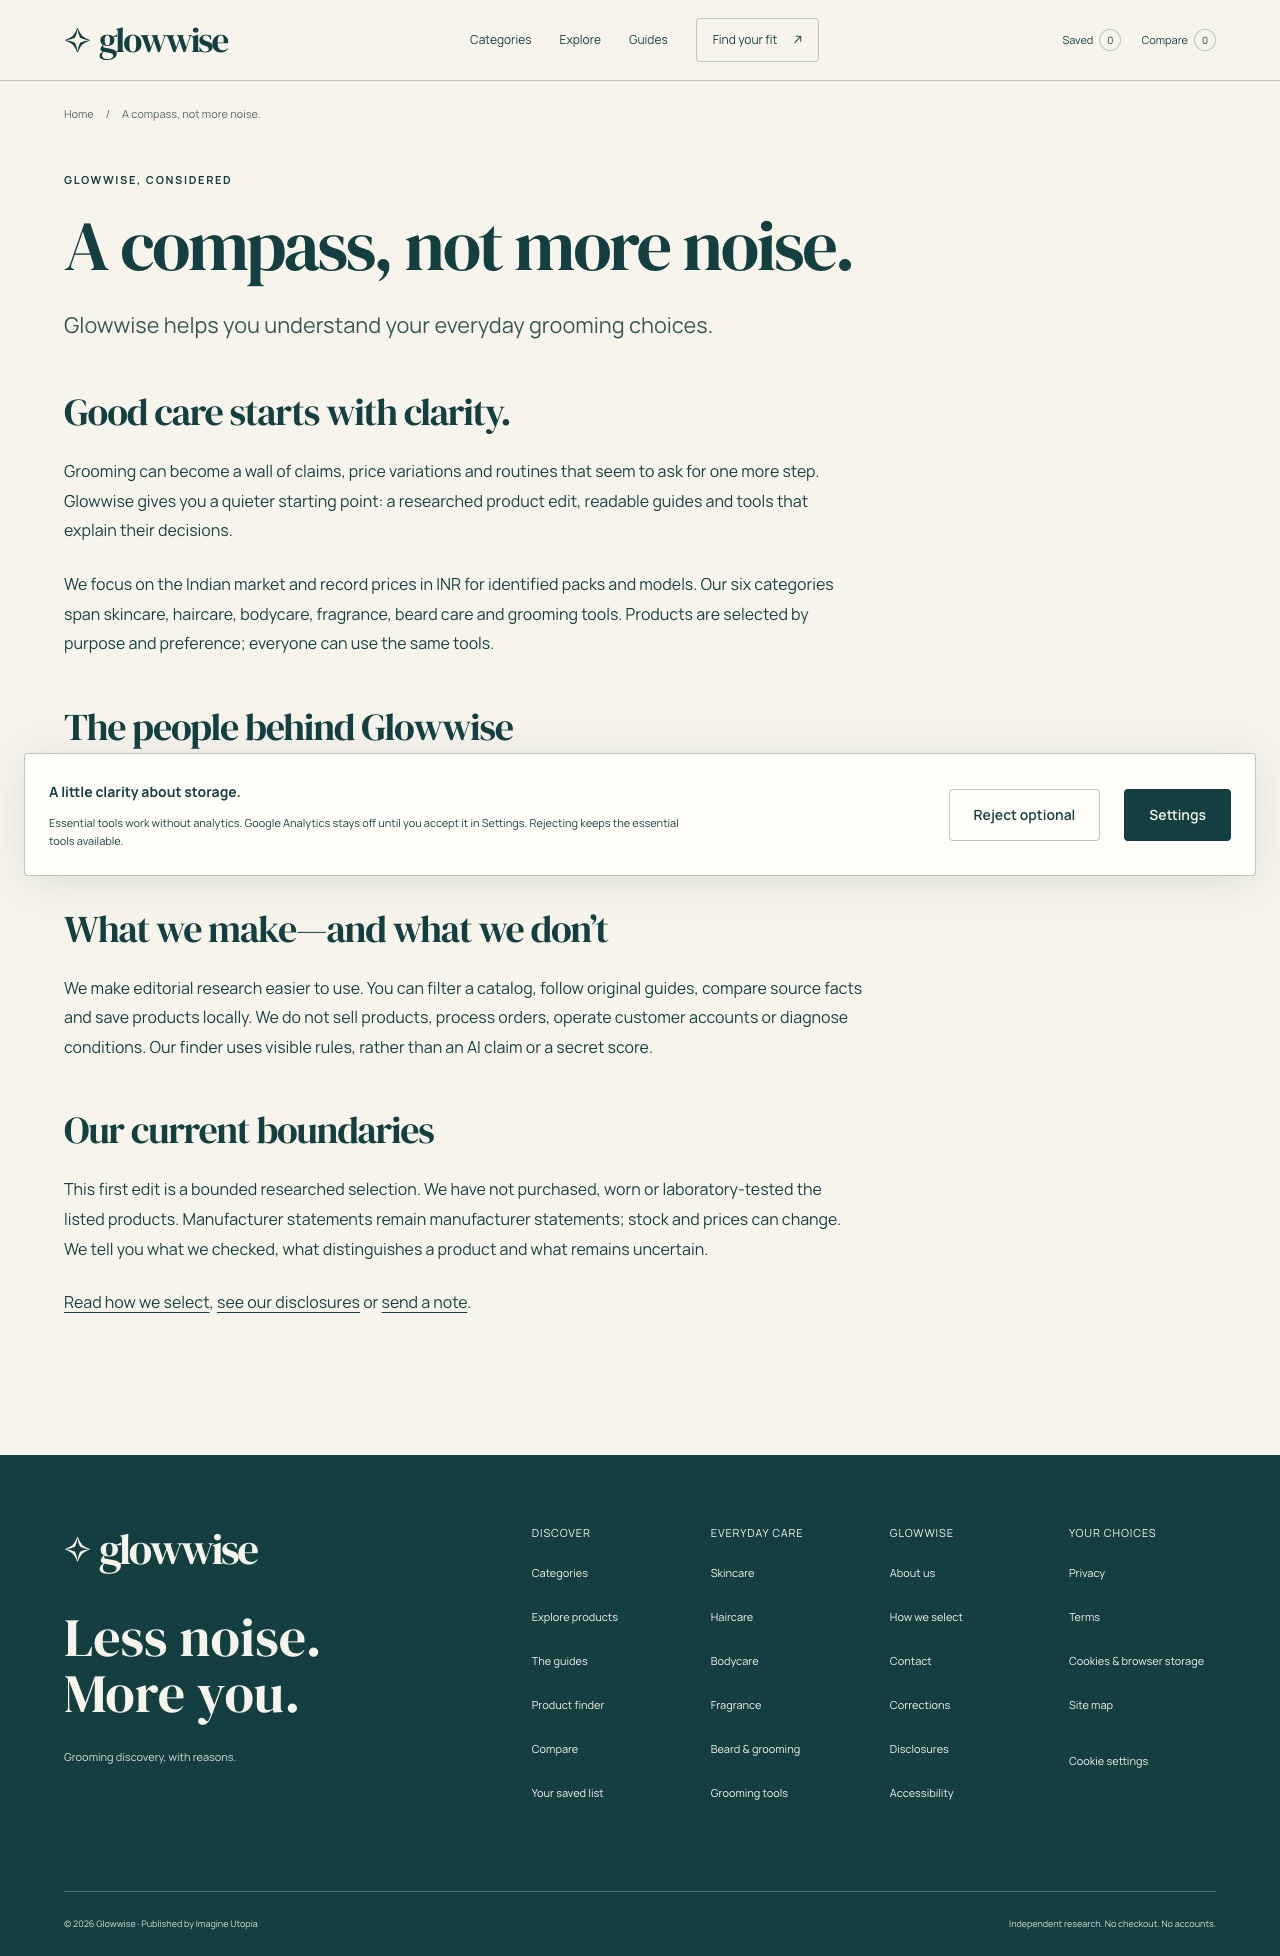 glowwise
Categories
Explore
Guides
Find your fit ↗
Saved 0
Compare 0
Home / A compass, not more noise.
GLOWWISE, CONSIDERED
A compass, not more noise.
Glowwise helps you understand your everyday grooming choices.
Good care starts with clarity.
Grooming can become a wall of claims, price variations and routines that seem to ask for one more step.
Glowwise gives you a quieter starting point: a researched product edit, readable guides and tools that
explain their decisions.
We focus on the Indian market and record prices in INR for identified packs and models. Our six categories
span skincare, haircare, bodycare, fragrance, beard care and grooming tools. Products are selected by
purpose and preference; everyone can use the same tools.
The people behind Glowwise
A little clarity about storage.
Essential tools work without analytics. Google Analytics stays off until you accept it in Settings. Rejecting keeps the essential
tools available.
Reject optional
Settings
What we make—and what we don’t
We make editorial research easier to use. You can filter a catalog, follow original guides, compare source facts
and save products locally. We do not sell products, process orders, operate customer accounts or diagnose
conditions. Our finder uses visible rules, rather than an AI claim or a secret score.
Our current boundaries
This first edit is a bounded researched selection. We have not purchased, worn or laboratory-tested the
listed products. Manufacturer statements remain manufacturer statements; stock and prices can change.
We tell you what we checked, what distinguishes a product and what remains uncertain.
Read how we select, see our disclosures or send a note.
glowwise
Less noise.
More you.
Grooming discovery, with reasons.
DISCOVER
Categories
Explore products
The guides
Product finder
Compare
Your saved list
EVERYDAY CARE
Skincare
Haircare
Bodycare
Fragrance
Beard & grooming
Grooming tools
GLOWWISE
About us
How we select
Contact
Corrections
Disclosures
Accessibility
YOUR CHOICES
Privacy
Terms
Cookies & browser storage
Site map
Cookie settings
© 2026 Glowwise · Published by Imagine Utopia
Independent research. No checkout. No accounts.